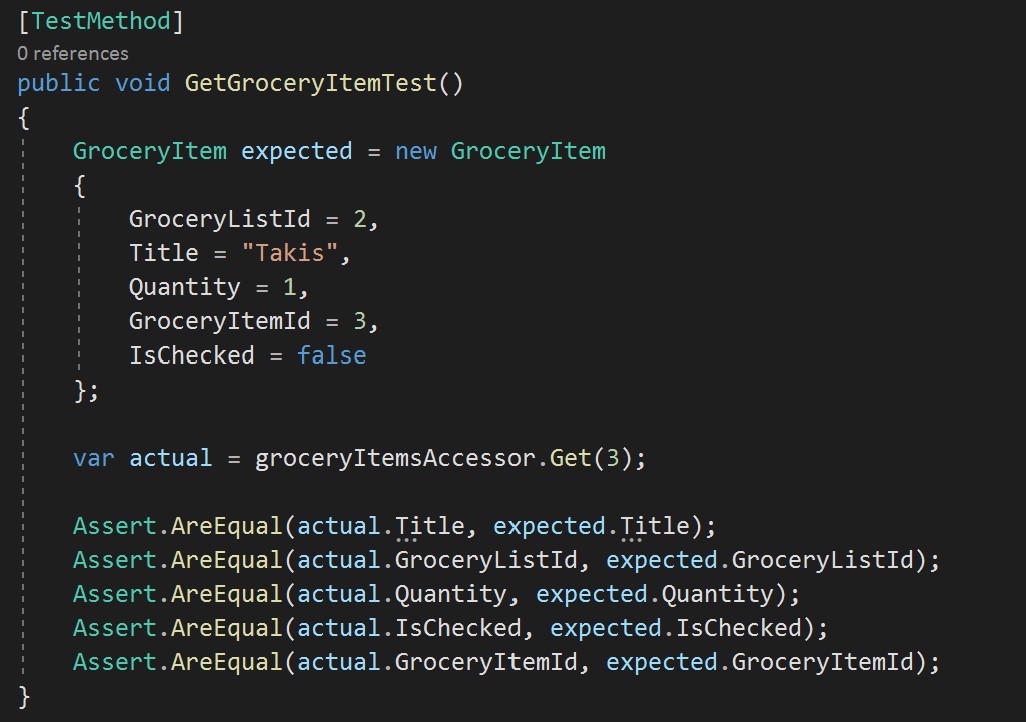 [TestMethod]
0 references
public void GetGroceryItemTest()
{
GroceryItem expected = new GroceryItem
{
GroceryListId = 2,
Title = "Takis",
Quantity = 1,
GroceryItemId = 3,
IsChecked = false
};
var actual = groceryItemsAccessor.Get(3);
Assert.AreEqual(actual.Title, expected.Title);
Assert.AreEqual(actual.GroceryListId, expected.GroceryListId);
Assert.AreEqual(actual.Quantity, expected.Quantity);
Assert.AreEqual(actual.IsChecked, expected.IsChecked);
Assert.AreEqual(actual.GroceryItemId, expected.GroceryItemId);
}